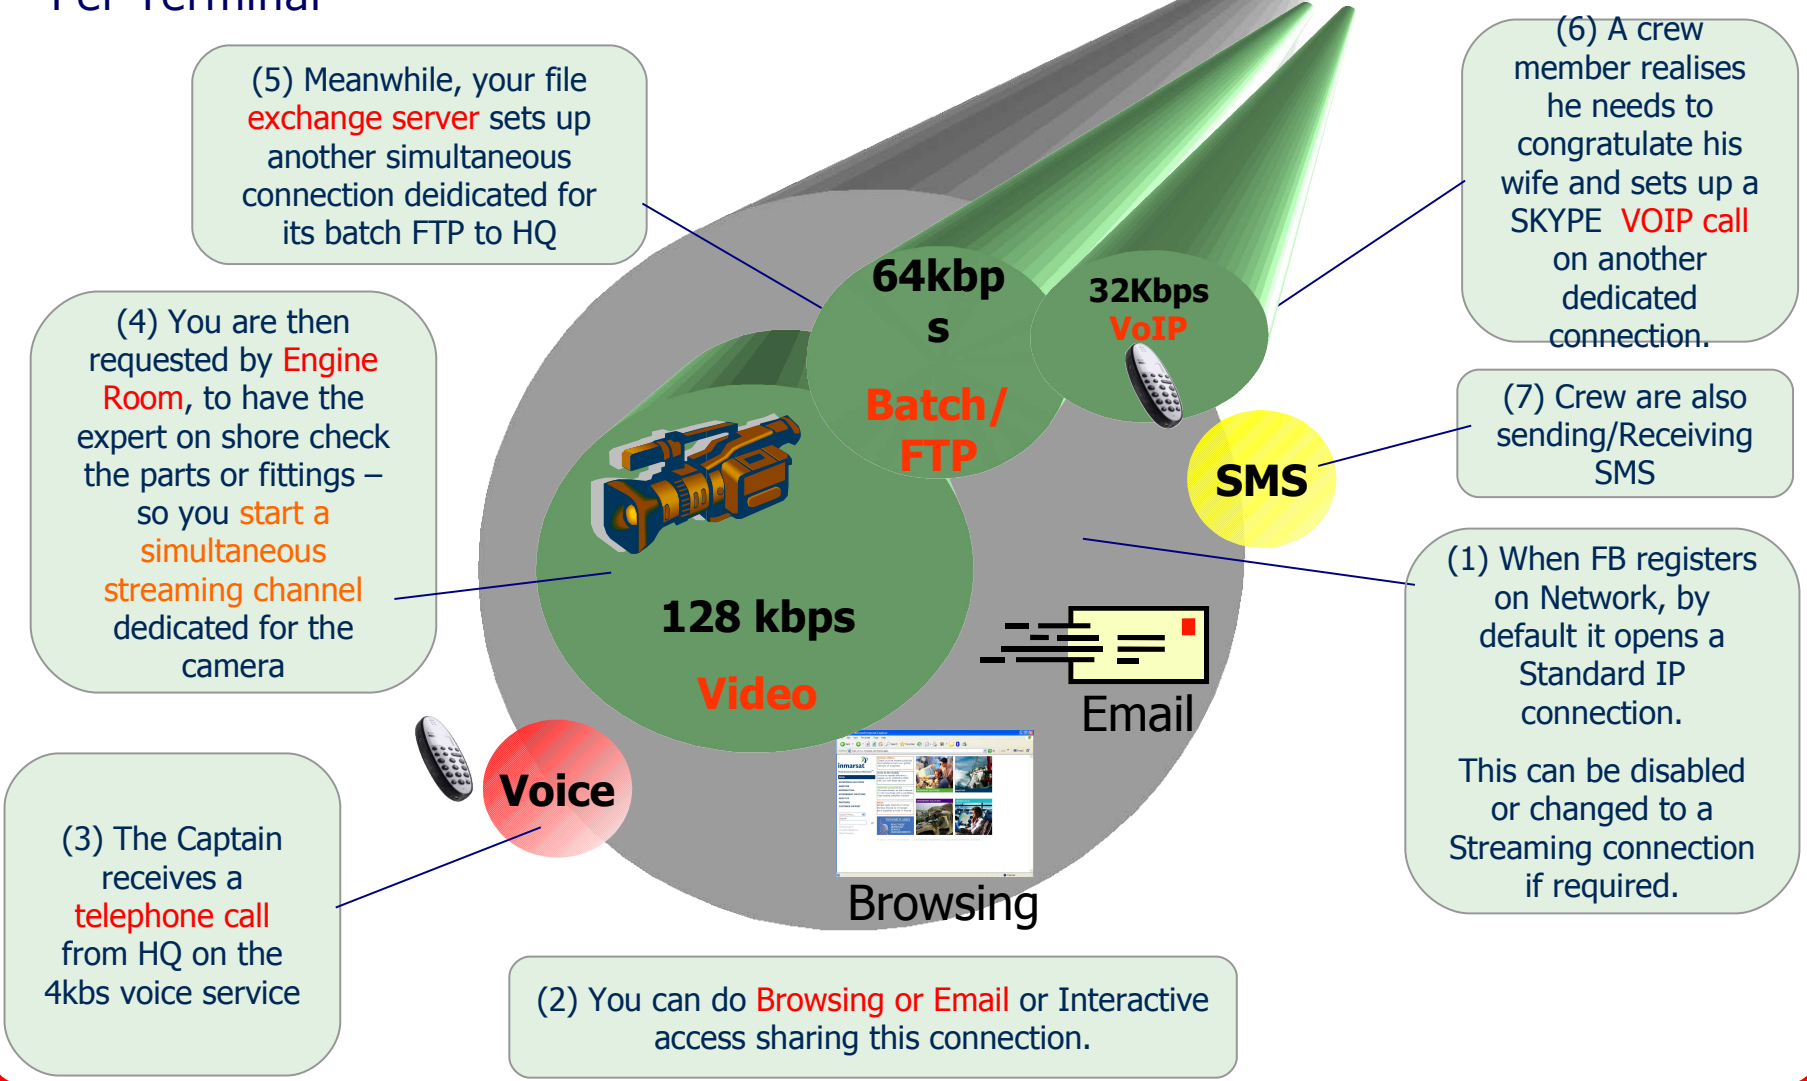 Per Terminal
(5) Meanwhile, your file
exchange server sets up
another simultaneous
connection deidicated for
its batch FTP to HQ
(6) A crew
member realises
he needs to
congratulate his
wife and sets up a
SKYPE VOIP call
on another
dedicated
connection.
64kbp
s
Batch/
FTP
32Kbps
VoIP
(4) You are then
requested by Engine
Room, to have the
expert on shore check
the parts or fittings –
so you start a
simultaneous
streaming channel
dedicated for the
camera
(7) Crew are also
sending/Receiving
SMS
SMS
128 kbps
Video
(1) When FB registers
on Network, by
default it opens a
Standard IP
connection.
This can be disabled
or changed to a
Streaming connection
if required.
Email
Voice
inmarsat
Browsing
(3) The Captain
receives a
telephone call
from HQ on the
4kbs voice service
(2) You can do Browsing or Email or Interactive
access sharing this connection.